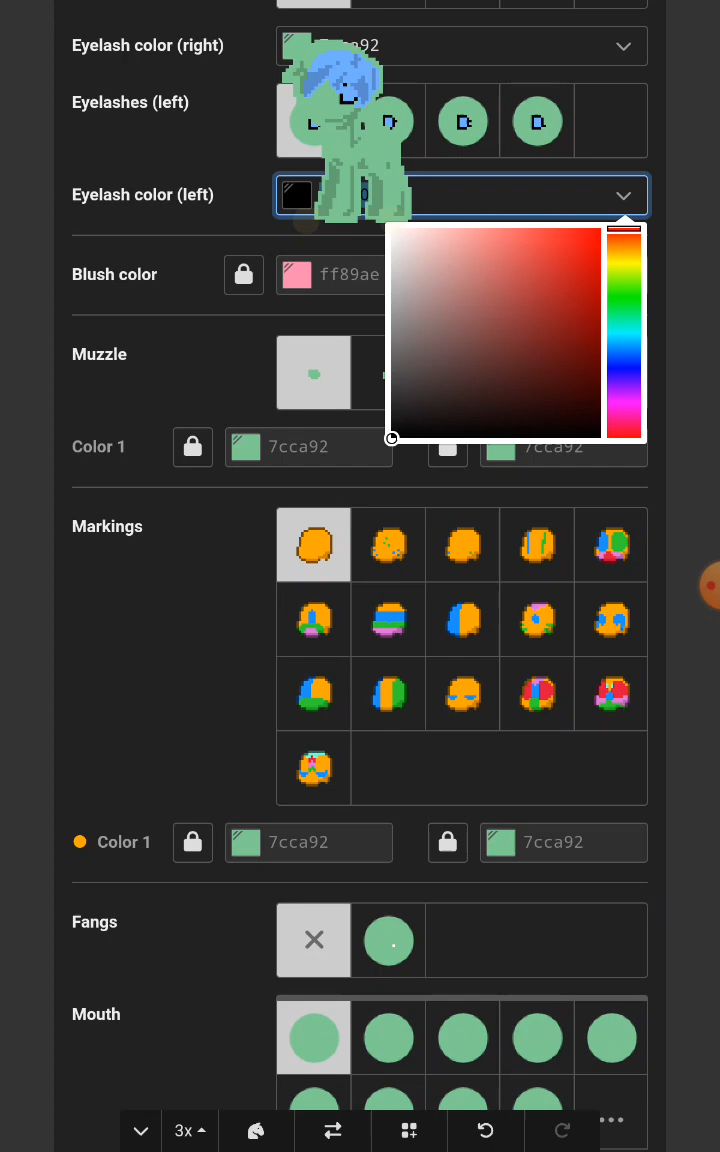 Eyelash color (right)
Eyelashes (left)
Eyelash color (left)
Blush color
ff89ae
Muzzle
Color 1
7cca92
7cca92
Markings
Color 1
7cca92
7cca92
Fangs
Mouth
3x